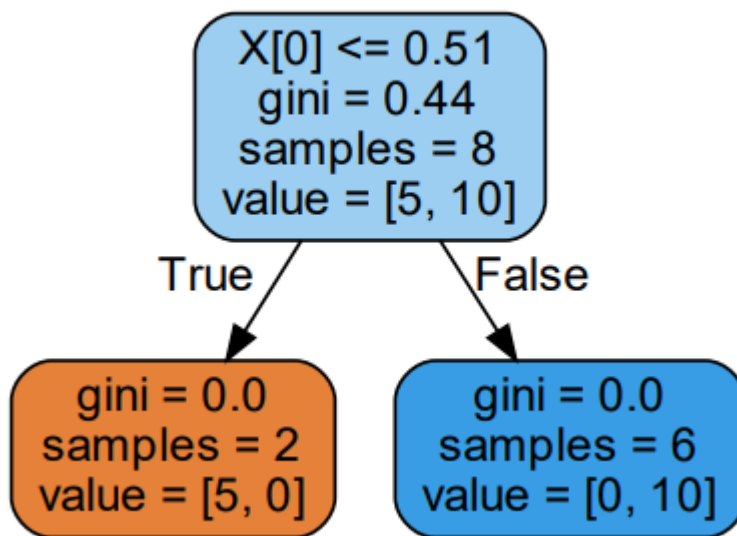 X[0] <= 0.51
gini = 0.44
samples = 8
value = [5, 10]
True
False
gini = 0.0
samples = 2
value = [5, 0]
gini = 0.0
samples = 6
value = [0, 10]